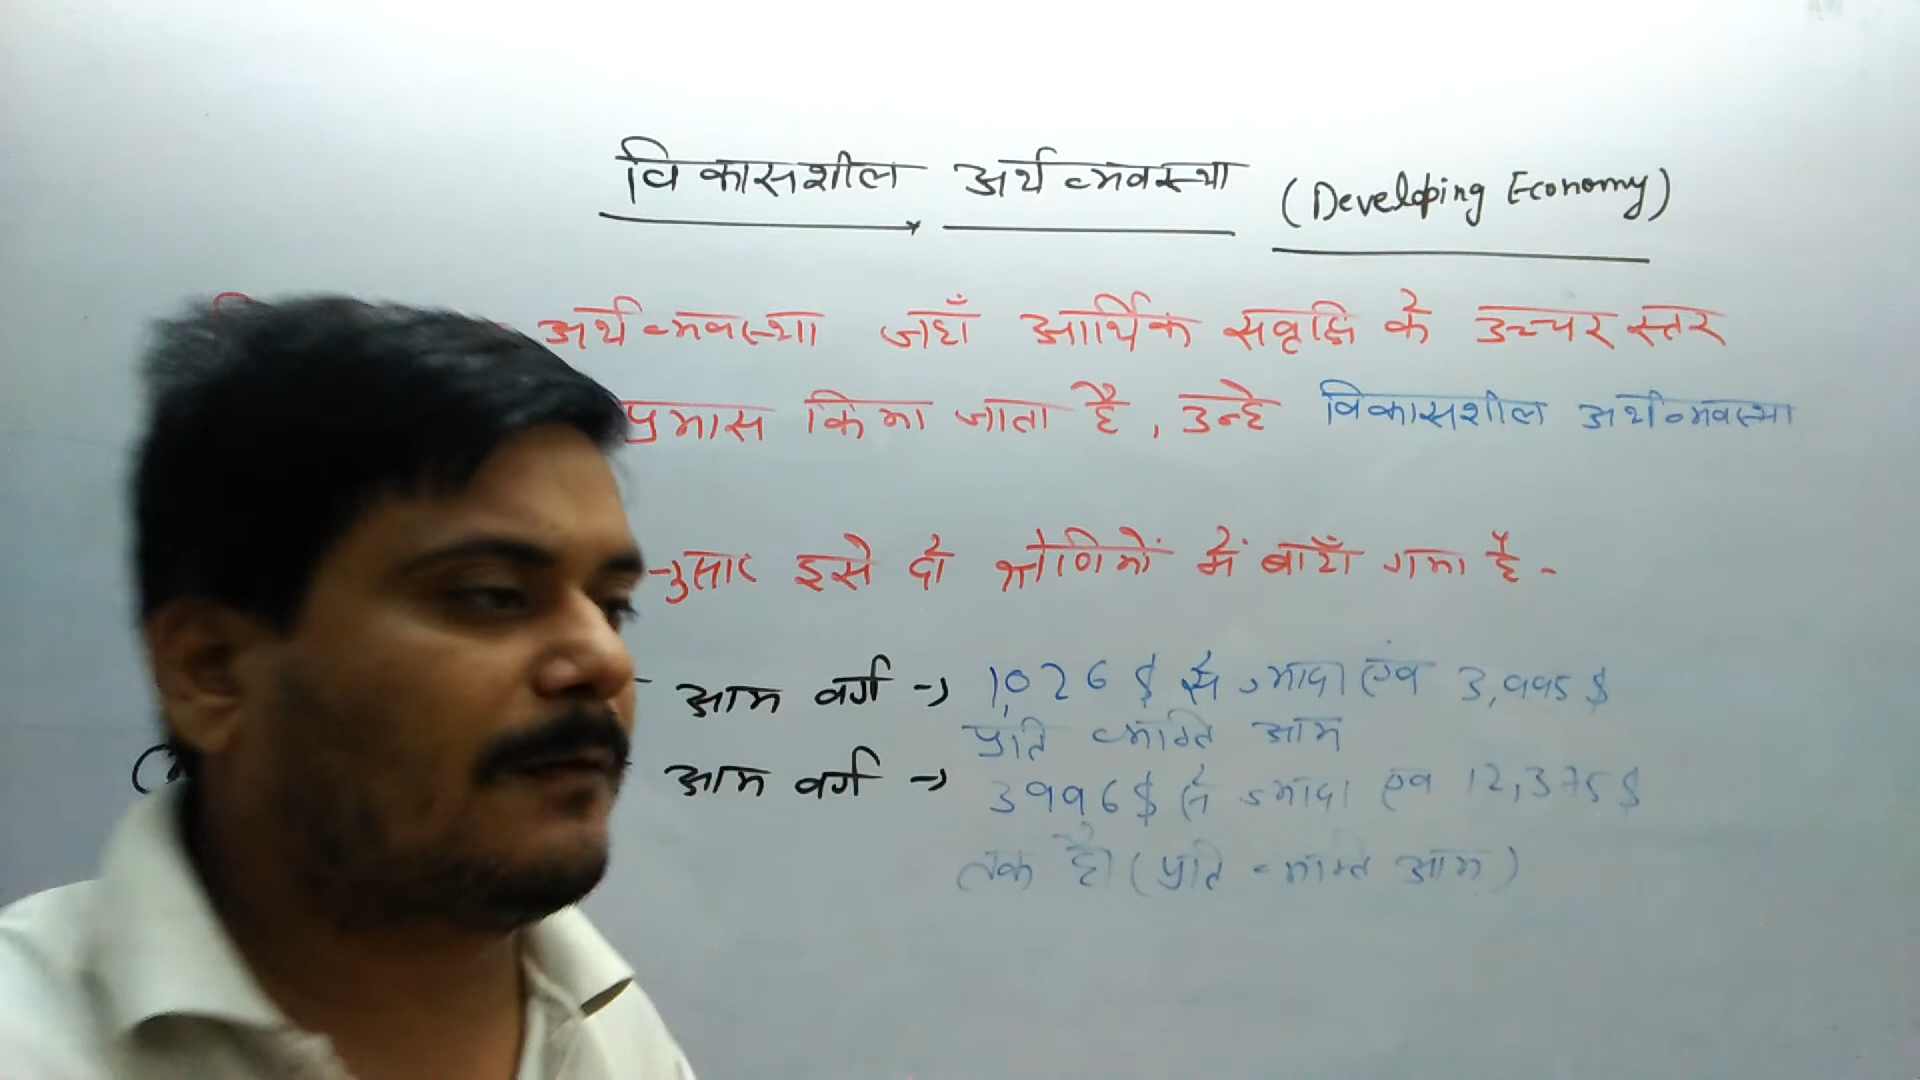 विकासशील अर्थव्यवस्था (Developing Economy)
अर्थव्यवस्था जहाँ आर्थिक संवृद्धि के उच्चर स्तर
प्रयास किया जाता है, उन्हे विकासशील अर्थव्यवस्था
नुसार इसे दो श्रेणियों में बाटाँ गया है -
आय वर्ग → 1,026 $ से ज्यादा एव 3,995 $
प्रति व्यक्ति आय
आय वर्ग → 3996 $ से ज्यादा एव 12,375 $
तक है। (प्रति व्यक्ति आय)